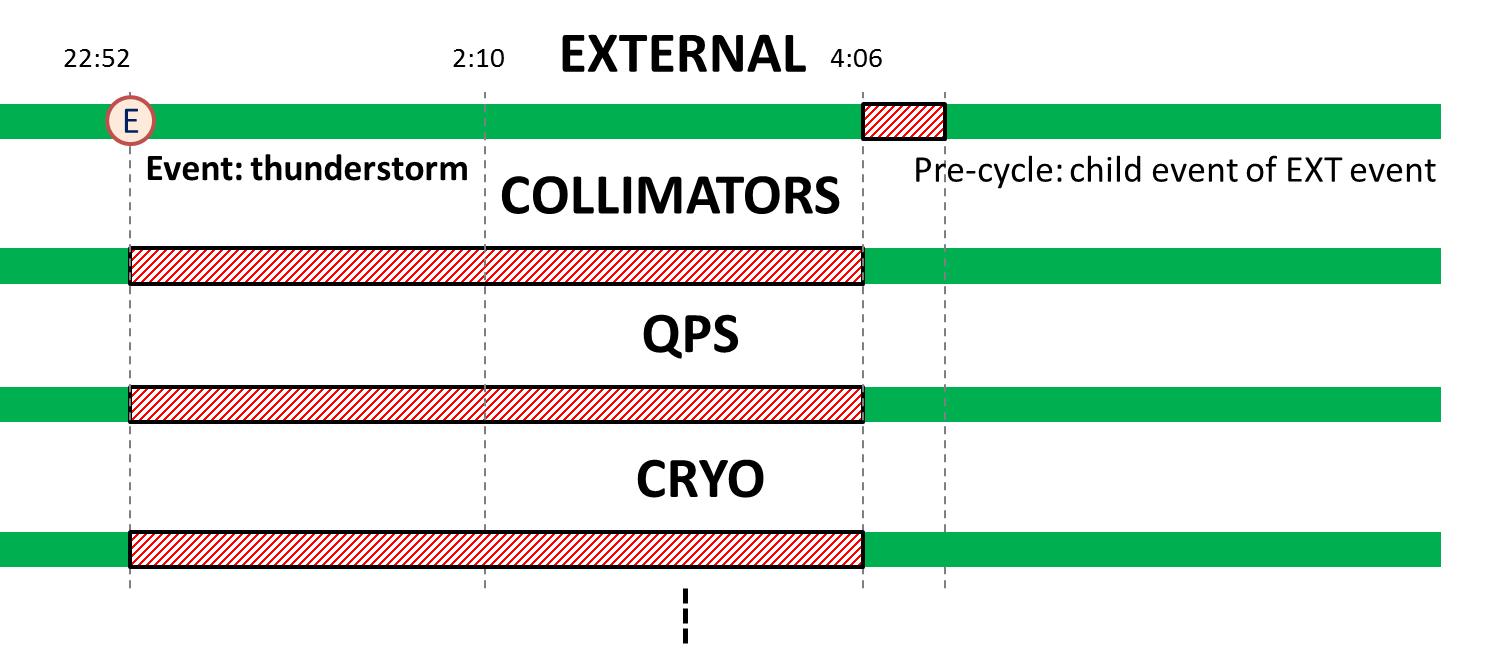 22:52
2:10
EXTERNAL
4:06
E
Event: thunderstorm
Pre-cycle: child event of EXT event
COLLIMATORS
QPS
CRYO